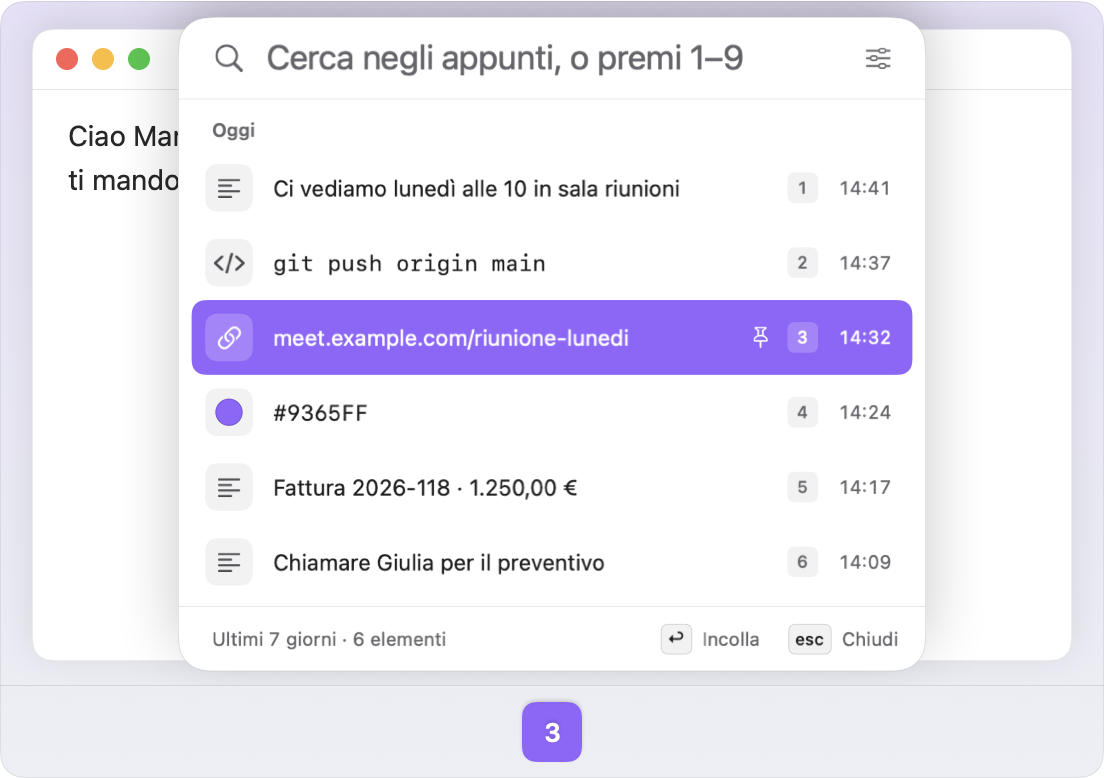 Cerca negli appunti, o premi 1–9
Ciao Mar
ti mando
Oggi
Ci vediamo lunedì alle 10 in sala riunioni 1 14:41
</> git push origin main 2 14:37
meet.example.com/riunione-lunedi 3 14:32
#9365FF 4 14:24
Fattura 2026-118 · 1.250,00 € 5 14:17
Chiamare Giulia per il preventivo 6 14:09
Ultimi 7 giorni · 6 elementi ↩ Incolla esc Chiudi
3